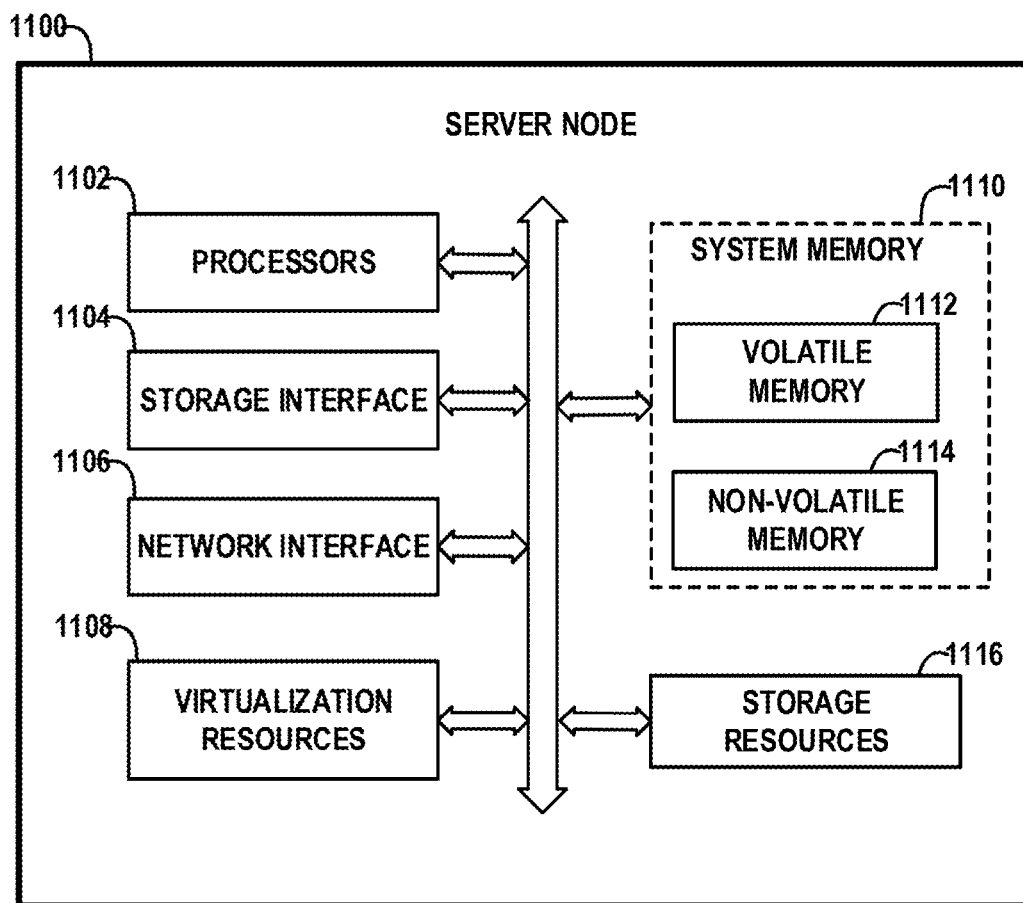 1100
SERVER NODE
1102
PROCESSORS
1104
STORAGE INTERFACE
1106
NETWORK INTERFACE
1108
VIRTUALIZATION
RESOURCES
1110
SYSTEM MEMORY
1112
VOLATILE
MEMORY
1114
NON-VOLATILE
MEMORY
1116
STORAGE
RESOURCES